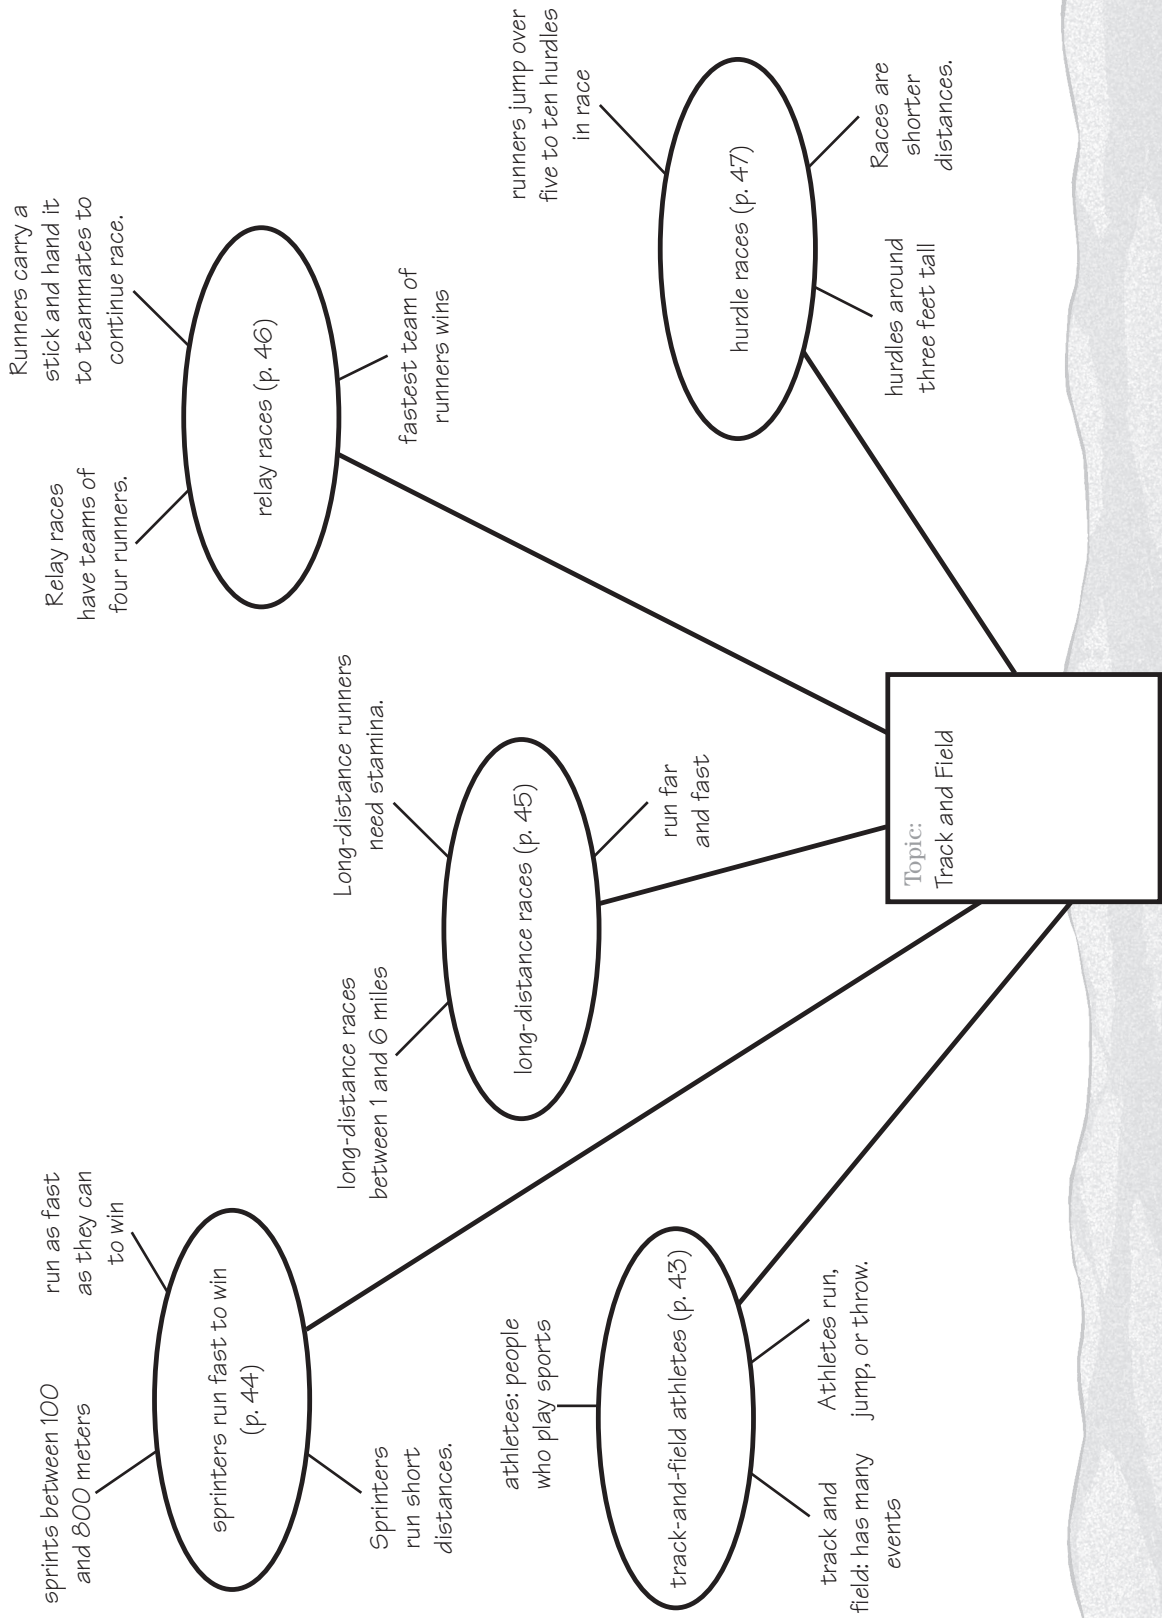 sprints between 100
and 800 meters
run as fast
as they can
to win
sprinters run fast to win
(p. 44)
Sprinters
run short
distances.
athletes: people
who play sports
track-and-field athletes (p. 43)
track and
field: has many
events
Athletes run,
jump, or throw.
long-distance races
between 1 and 6 miles
Long-distance runners
need stamina.
long-distance races (p. 45)
run far
and fast
Relay races
have teams of
four runners.
Runners carry a
stick and hand it
to teammates to
continue race.
relay races (p. 46)
fastest team of
runners wins
runners jump over
five to ten hurdles
in race
hurdle races (p. 47)
hurdles around
three feet tall
Races are
shorter
distances.
Topic:
Track and Field